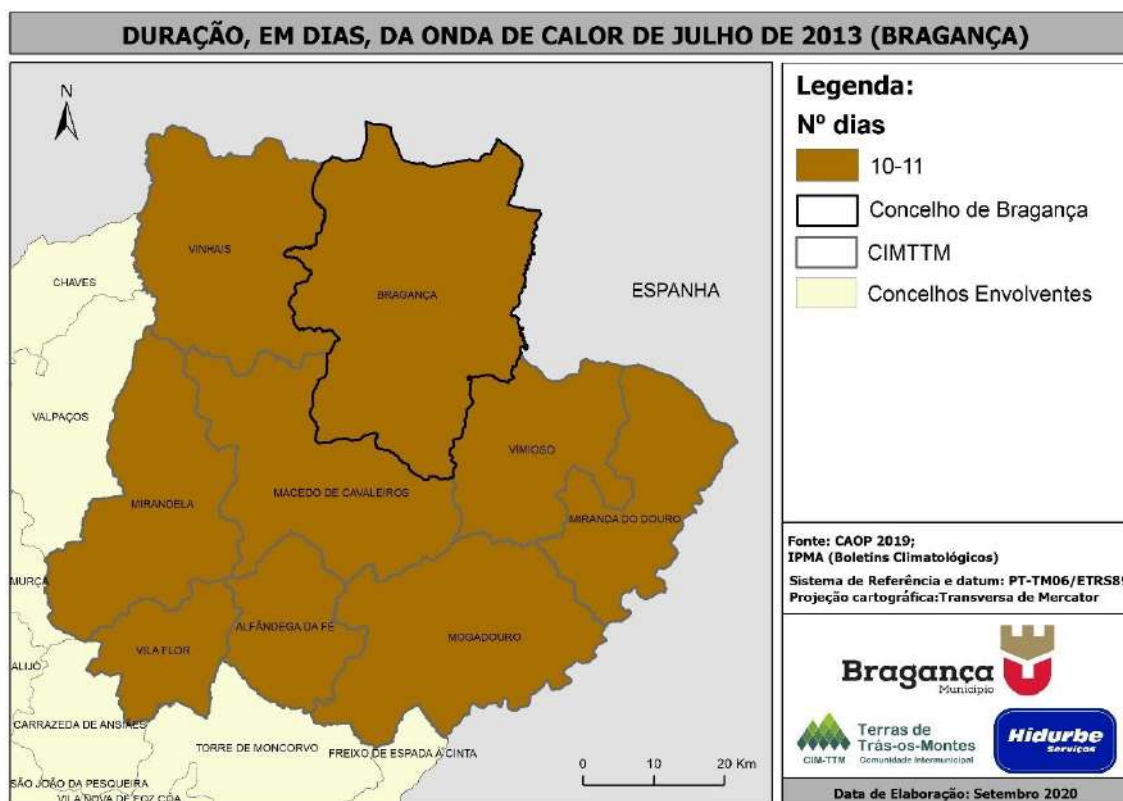 DURAÇÃO, EM DIAS, DA ONDA DE CALOR DE JULHO DE 2013 (BRAGANÇA)
N
VINHAIS
BRAGANÇA
ESPANHA
CHAVES
VALPAÇOS
MIRANDELA
MACEDO DE CAVALEIROS
VIMIOSO
MIRANDA DO DOURO
MURÇA
VILA FLOR
ALFÂNDEGA DA FÉ
MOGADOURO
ALIJÓ
CARRAZEDA DE ANSIÃES
TORRE DE MONCORVO
FREIXO DE ESPADA À CINTA
SÃO JOÃO DA PESQUEIRA
VILA NOVA DE FOZ CÔA
0 10 20 Km
Legenda:
Nº dias
10-11
Concelho de Bragança
CIMTTM
Concelhos Envolventes
Fonte: CAOP 2019;
IPMA (Boletins Climatológicos)
Sistema de Referência e datum: PT-TM06/ETRS89
Projeção cartográfica:Transversa de Mercator
Bragança
Município
CIM-TTM
Terras de
Trás-os-Montes
Comunidade Intermunicipal
Hidurbe
Serviços
Data de Elaboração: Setembro 2020